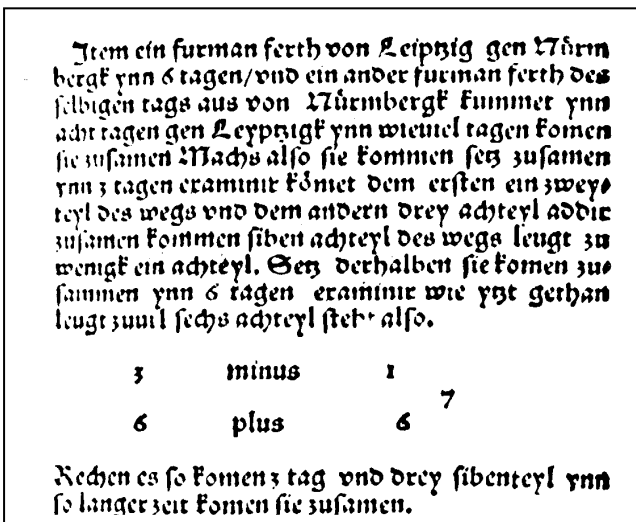 Item ein furman ferth von Leiptzig gen Nürm
bergk ynn 6 tagen/vnd ein ander furman ferth des
selbigen tags aus von Nürmbergk kummet ynn
acht tagen gen Leyptzigk ynn wieuiel tagen komen
sie zusamen Machs also sie kommen setz zusamen
ynn 3 tagen examinir kömet dem ersten ein zwey⸗
teyl des wegs vnd dem andern drey achteyl addir
zusamen kommen siben achteyl des wegs leugt zu
wenigk ein achteyl. Setz derhalben sie komen zu⸗
sammen ynn 6 tagen examinir wie ytzt gethan
leugt zuuil sechs achteyl steht also.
3 minus 1
7
6 plus 6
Rechen es so komen 3 tag vnd drey sibenteyl ynn
so langer zeit komen sie zusamen.